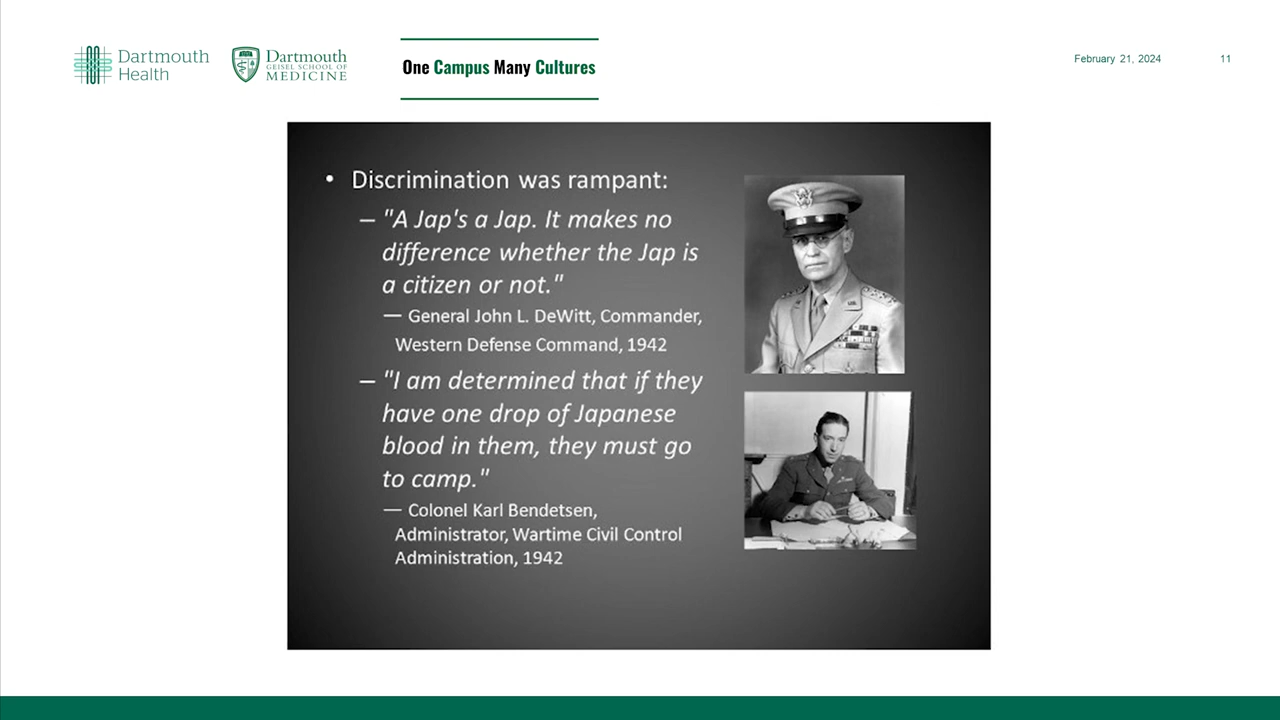 Dartmouth
Health
Dartmouth
GEISEL SCHOOL OF
MEDICINE
One Campus Many Cultures
February 21, 2024
11
• Discrimination was rampant:
– "A Jap's a Jap. It makes no
difference whether the Jap is
a citizen or not."
— General John L. DeWitt, Commander,
Western Defense Command, 1942
– "I am determined that if they
have one drop of Japanese
blood in them, they must go
to camp."
— Colonel Karl Bendetsen,
Administrator, Wartime Civil Control
Administration, 1942